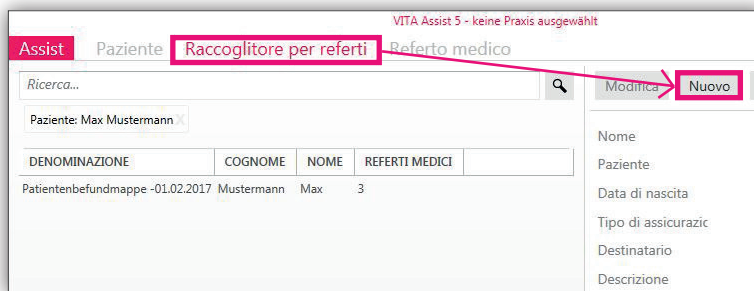 VITA Assist 5 - keine Praxis ausgewählt
Assist Paziente Raccoglitore per referti Referto medico
Ricerca... Modifica Nuovo
Paziente: Max Mustermann X
DENOMINAZIONE COGNOME NOME REFERTI MEDICI
Patientenbefundmappe -01.02.2017 Mustermann Max 3
Nome
Paziente
Data di nascita
Tipo di assicurazic
Destinatario
Descrizione